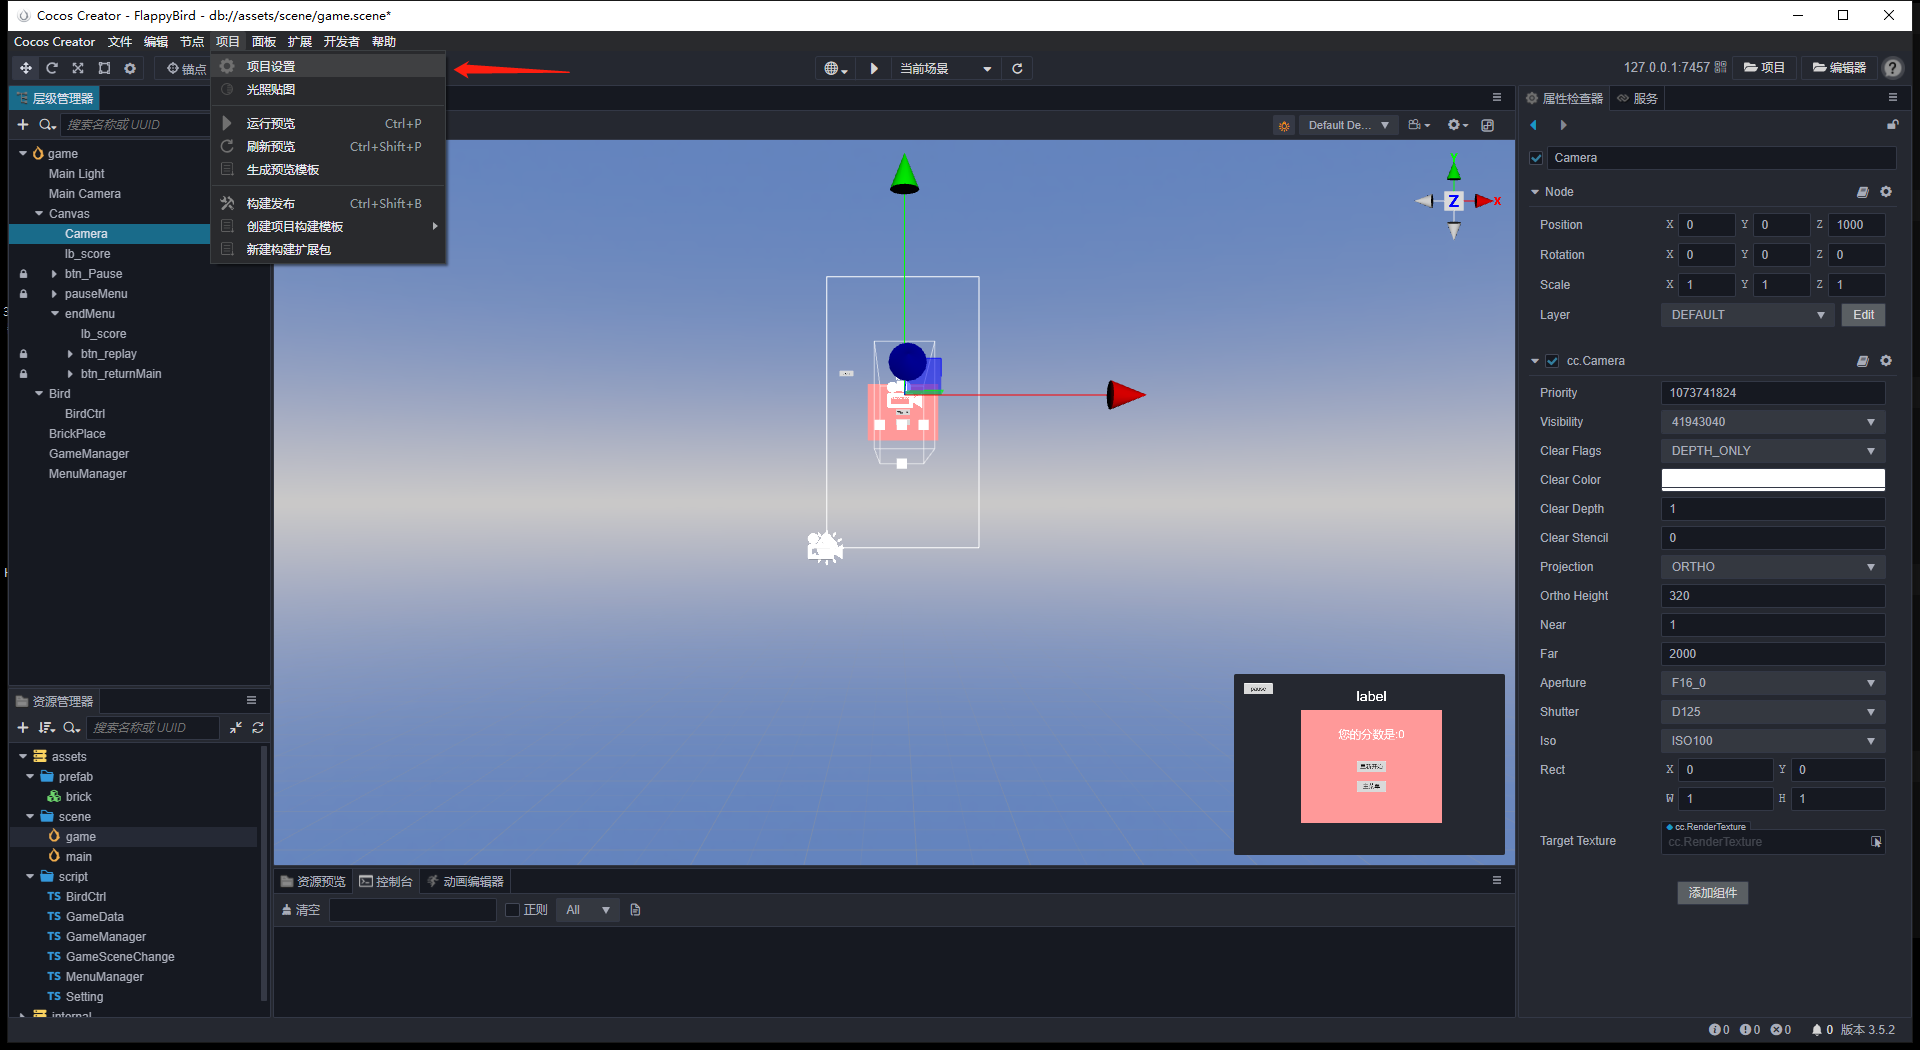 Cocos Creator - FlappyBird - db://assets/scene/game.scene*
Cocos Creator 文件 编辑 节点 项目 面板 扩展 开发者 帮助
锚点
当前场景
127.0.0.1:7457
项目
编辑器
项目设置
光照贴图
运行预览 Ctrl+P
刷新预览 Ctrl+Shift+P
生成预览模板
构建发布 Ctrl+Shift+B
创建项目构建模板
新建构建扩展包
层级管理器
搜索名称或 UUID
game
Main Light
Main Camera
Canvas
Camera
lb_score
btn_Pause
pauseMenu
endMenu
lb_score
btn_replay
btn_returnMain
Bird
BirdCtrl
BrickPlace
GameManager
MenuManager
Default De...
Y
Z
X
pause
label
您的分数是:0
重新开始
主菜单
资源管理器
搜索名称或 UUID
assets
prefab
brick
scene
game
main
script
TS BirdCtrl
TS GameData
TS GameManager
TS GameSceneChange
TS MenuManager
TS Setting
internal
资源预览 控制台 动画编辑器
清空 正则 All
属性检查器 服务
Camera
Node
Position X 0 Y 0 Z 1000
Rotation X 0 Y 0 Z 0
Scale X 1 Y 1 Z 1
Layer DEFAULT Edit
cc.Camera
Priority 1073741824
Visibility 41943040
Clear Flags DEPTH_ONLY
Clear Color
Clear Depth 1
Clear Stencil 0
Projection ORTHO
Ortho Height 320
Near 1
Far 2000
Aperture F16_0
Shutter D125
Iso ISO100
Rect X 0 Y 0
W 1 H 1
Target Texture cc.RenderTexture
cc.RenderTexture
添加组件
0 0 0 0 版本 3.5.2